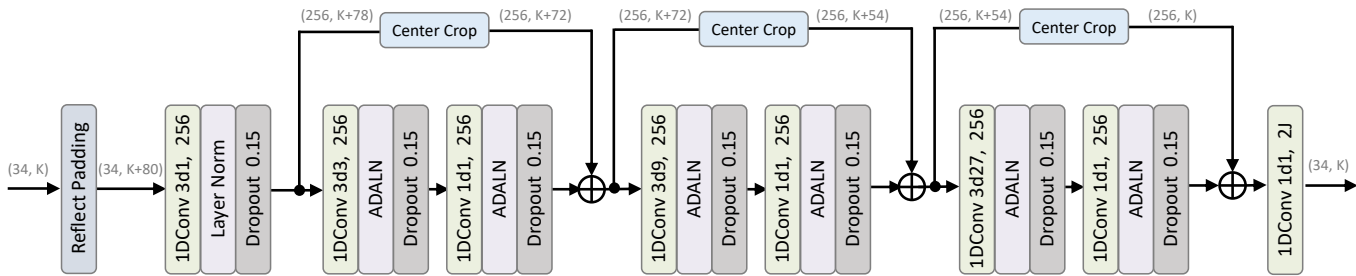 (256, K+78)
Center Crop
(256, K+72)
(256, K+72)
Center Crop
(256, K+54)
(256, K+54)
Center Crop
(256, K)
(34, K)
Reflect Padding
(34, K+80)
1DConv 3d1, 256
Layer Norm
Dropout 0.15
1DConv 3d3, 256
ADALN
Dropout 0.15
1DConv 1d1, 256
ADALN
Dropout 0.15
1DConv 3d9, 256
ADALN
Dropout 0.15
1DConv 1d1, 256
ADALN
Dropout 0.15
1DConv 3d27, 256
ADALN
Dropout 0.15
1DConv 1d1, 256
ADALN
Dropout 0.15
1DConv 1d1, 2J
(34, K)